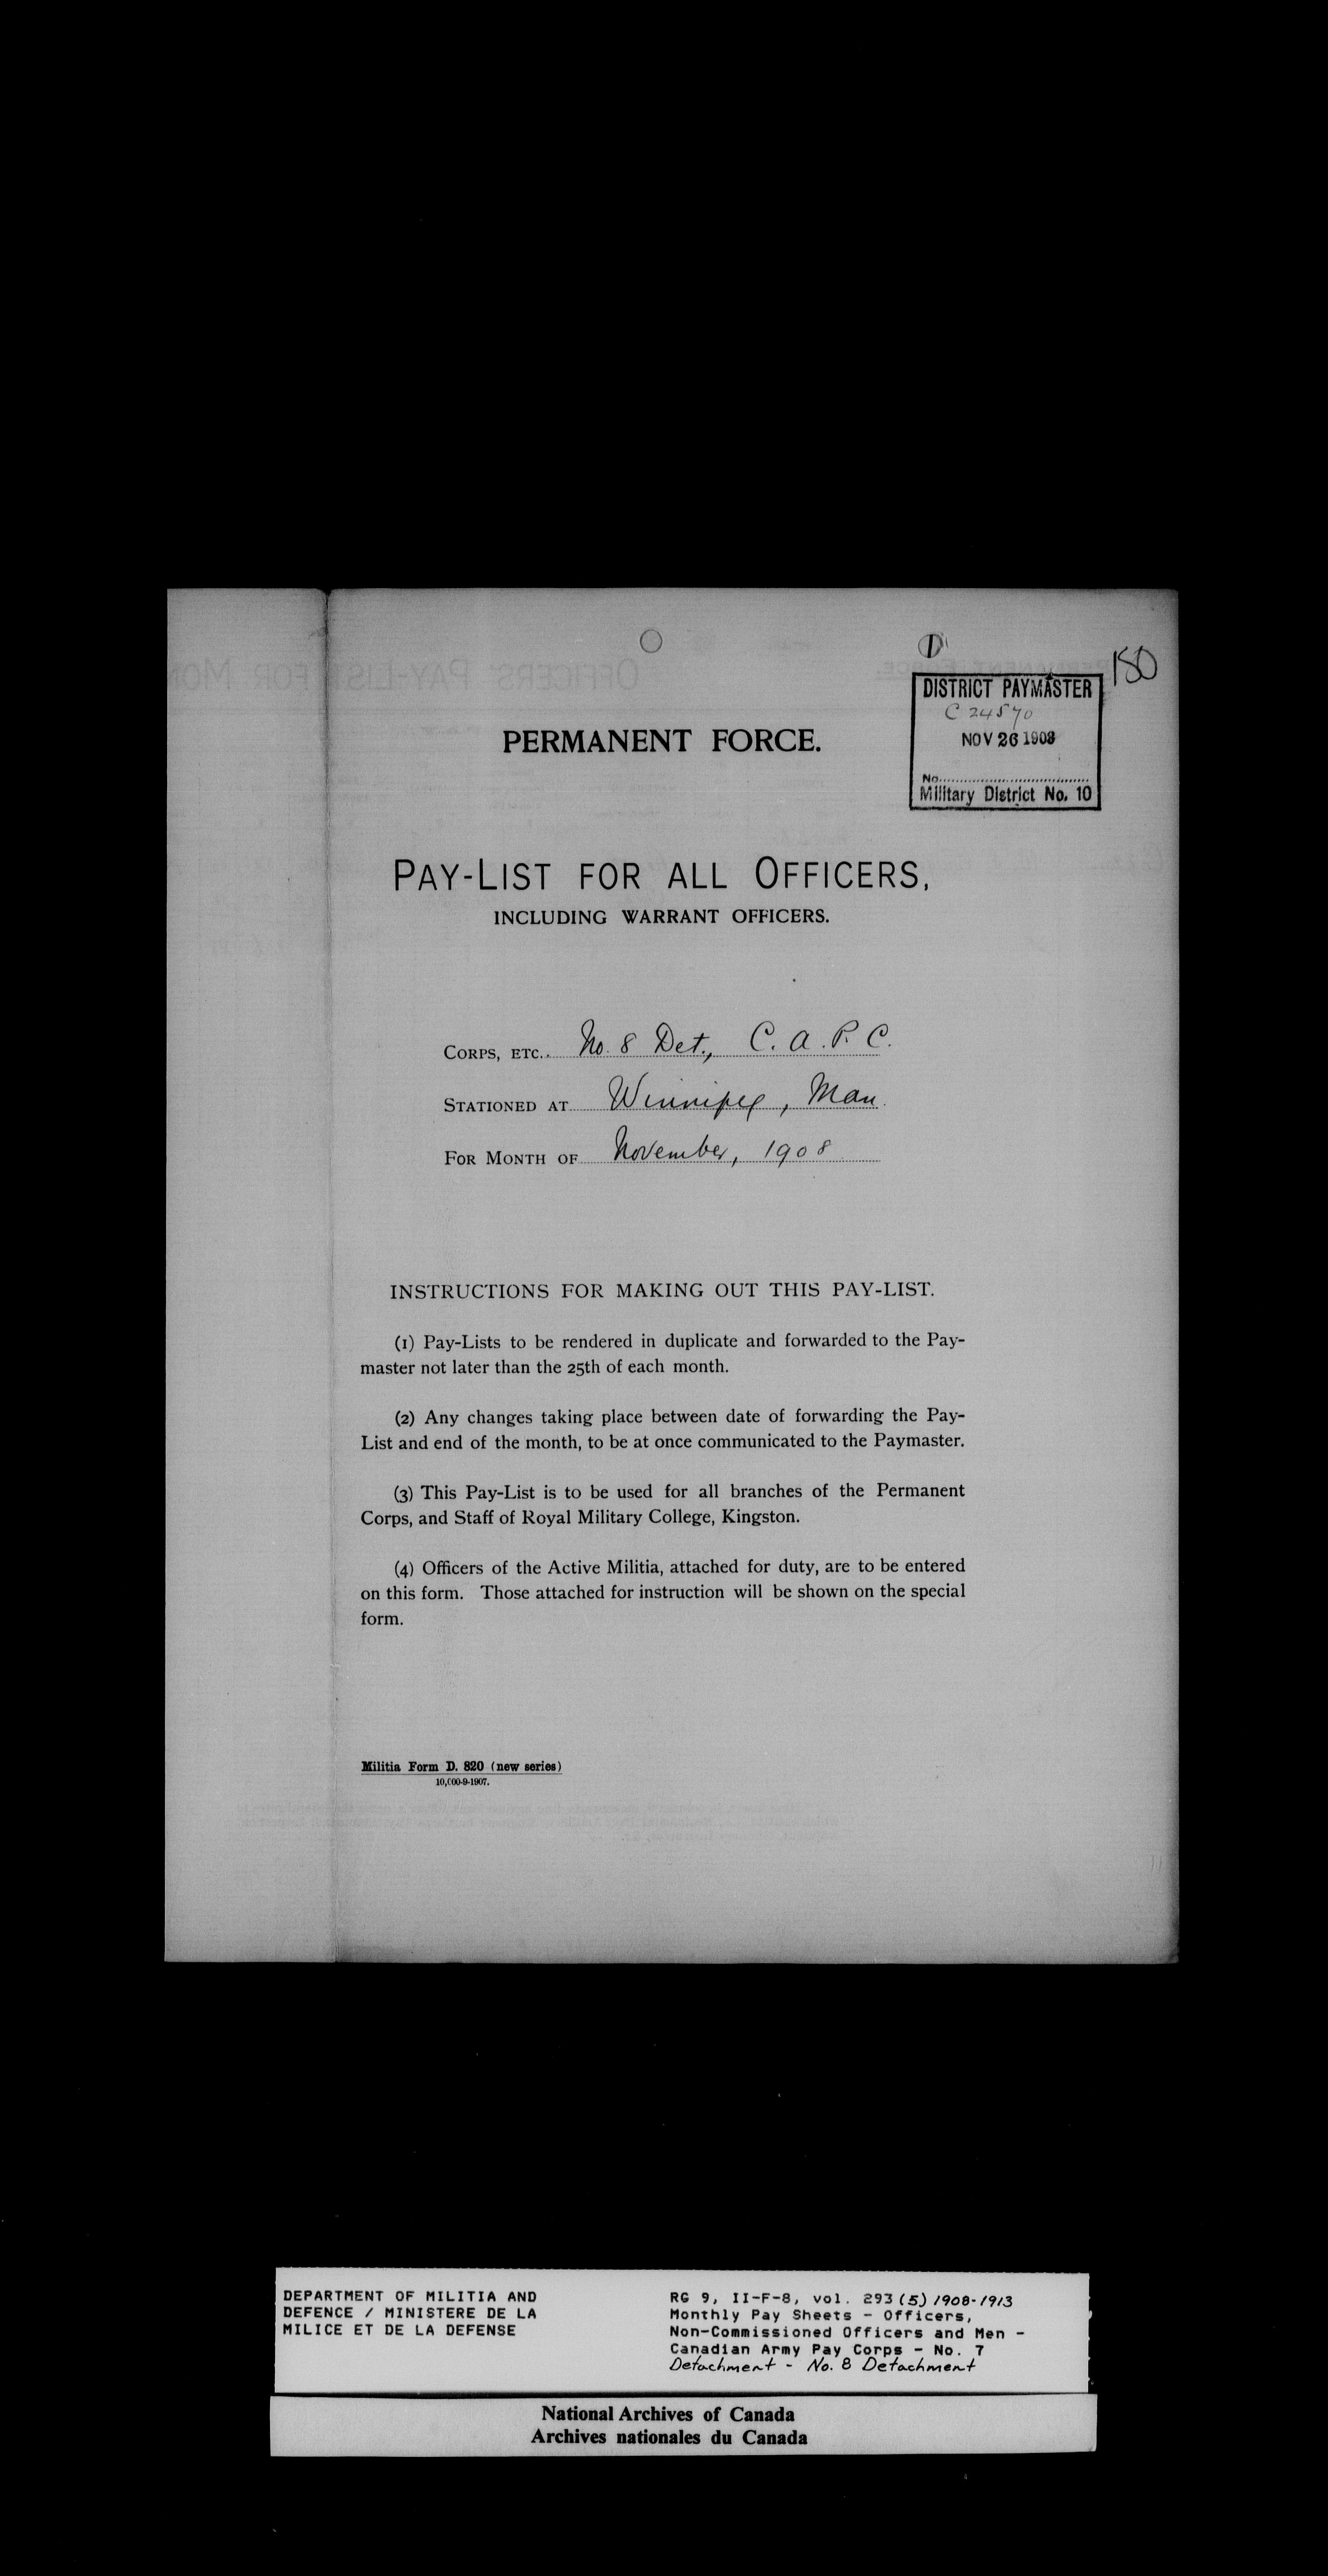 180
DISTRICT PAYMASTER
C 24570
NOV 26 1908
No.
Military District No. 10
PERMANENT FORCE.
PAY-LIST FOR ALL OFFICERS,
INCLUDING WARRANT OFFICERS.
CORPS, ETC. No. 8 Det., C. A. P. C.
STATIONED AT Winnipeg, Man.
FOR MONTH OF November, 1908
INSTRUCTIONS FOR MAKING OUT THIS PAY-LIST.
(1) Pay-Lists to be rendered in duplicate and forwarded to the Pay-
master not later than the 25th of each month.
(2) Any changes taking place between date of forwarding the Pay-
List and end of the month, to be at once communicated to the Paymaster.
(3) This Pay-List is to be used for all branches of the Permanent
Corps, and Staff of Royal Military College, Kingston.
(4) Officers of the Active Militia, attached for duty, are to be entered
on this form. Those attached for instruction will be shown on the special
form.
Militia Form D. 820 (new series)
10,000-9-1907.
DEPARTMENT OF MILITIA AND
DEFENCE / MINISTERE DE LA
MILICE ET DE LA DEFENSE
RG 9, II-F-8, vol. 293 (5) 1908-1913
Monthly Pay Sheets - Officers,
Non-Commissioned Officers and Men -
Canadian Army Pay Corps - No. 7
Detachment - No. 8 Detachment
National Archives of Canada
Archives nationales du Canada